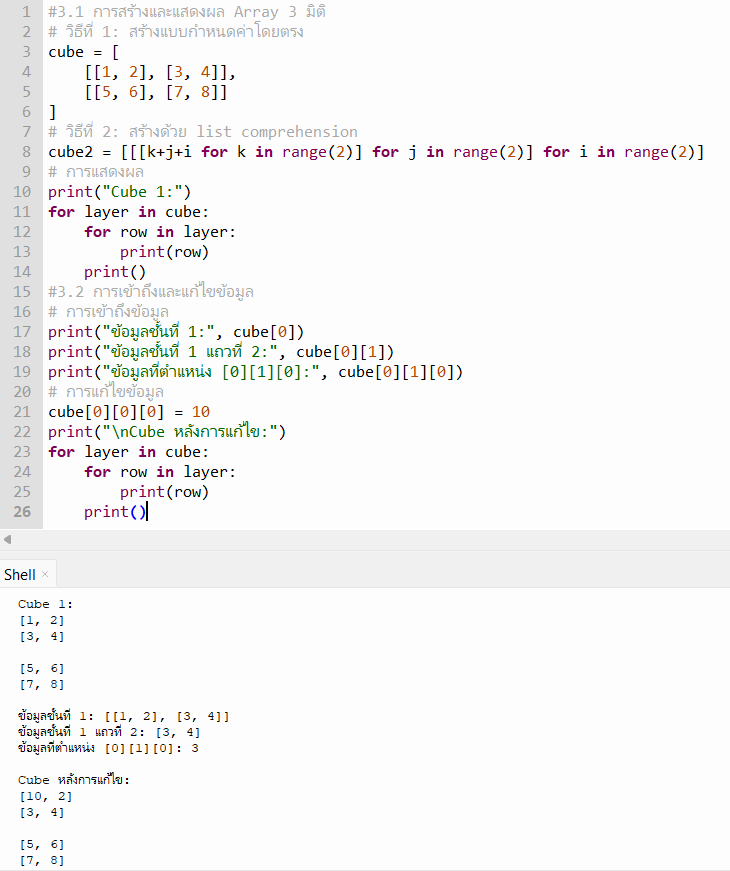 1 #3.1 การสร้างและแสดงผล Array 3 มิติ
2 # วิธีที่ 1: สร้างแบบกำหนดค่าโดยตรง
3 cube = [
4     [[1, 2], [3, 4]],
5     [[5, 6], [7, 8]]
6 ]
7 # วิธีที่ 2: สร้างด้วย list comprehension
8 cube2 = [[[k+j+i for k in range(2)] for j in range(2)] for i in range(2)]
9 # การแสดงผล
10 print("Cube 1:")
11 for layer in cube:
12     for row in layer:
13         print(row)
14     print()
15 #3.2 การเข้าถึงและแก้ไขข้อมูล
16 # การเข้าถึงข้อมูล
17 print("ข้อมูลชั้นที่ 1:", cube[0])
18 print("ข้อมูลชั้นที่ 1 แถวที่ 2:", cube[0][1])
19 print("ข้อมูลที่ตำแหน่ง [0][1][0]:", cube[0][1][0])
20 # การแก้ไขข้อมูล
21 cube[0][0][0] = 10
22 print("\nCube หลังการแก้ไข:")
23 for layer in cube:
24     for row in layer:
25         print(row)
26     print()
Shell ×
Cube 1:
[1, 2]
[3, 4]
[5, 6]
[7, 8]
ข้อมูลชั้นที่ 1: [[1, 2], [3, 4]]
ข้อมูลชั้นที่ 1 แถวที่ 2: [3, 4]
ข้อมูลที่ตำแหน่ง [0][1][0]: 3
Cube หลังการแก้ไข:
[10, 2]
[3, 4]
[5, 6]
[7, 8]